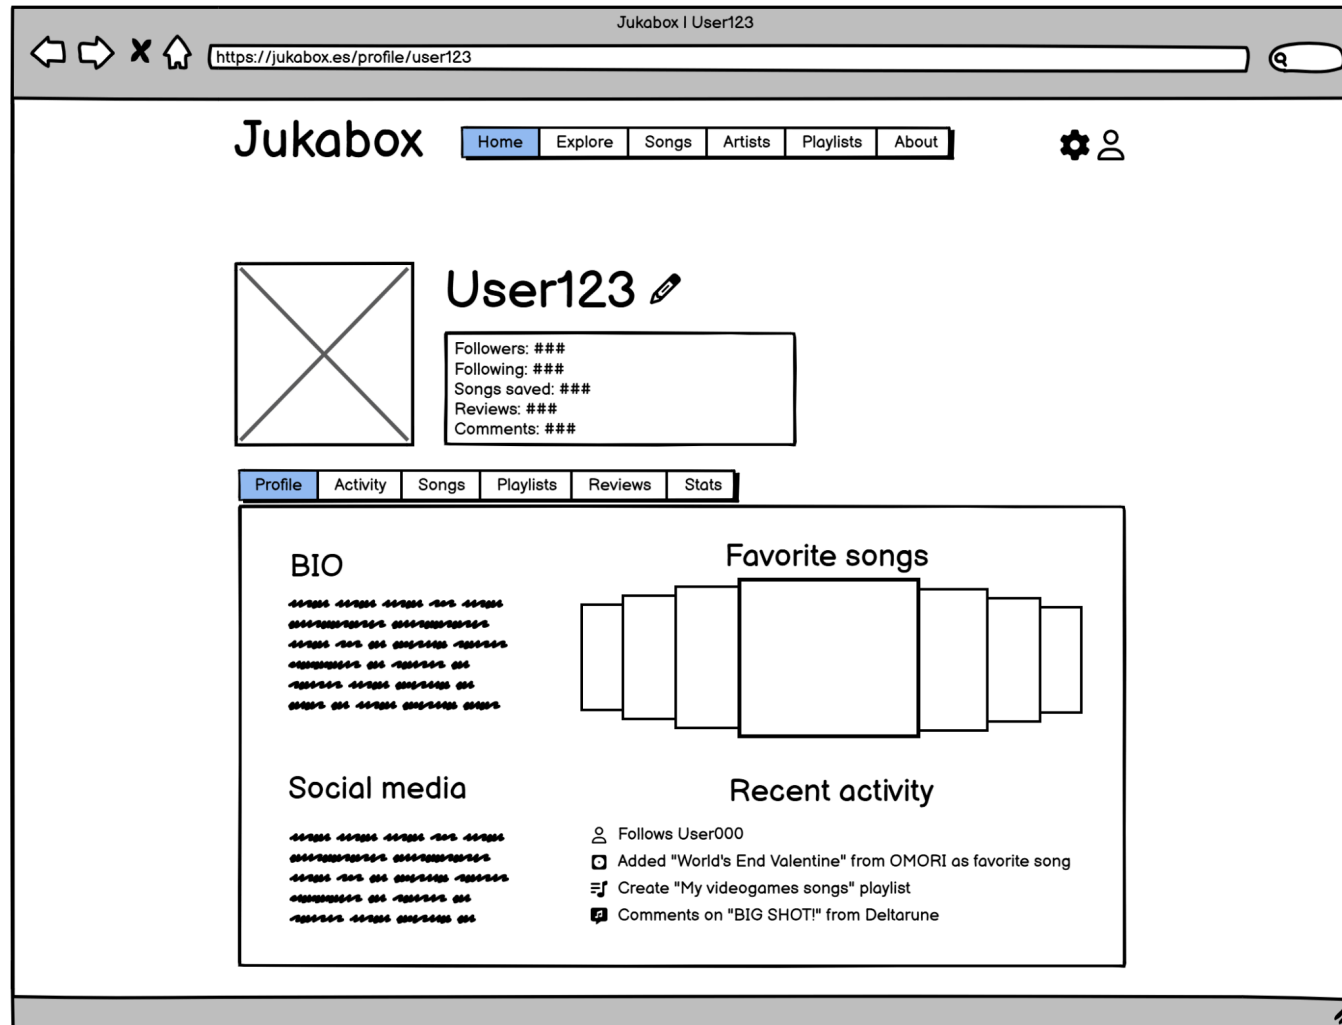 Jukabox | User123
https://jukabox.es/profile/user123
Jukabox
Home Explore Songs Artists Playlists About
User123
Followers: ###
Following: ###
Songs saved: ###
Reviews: ###
Comments: ###
Profile Activity Songs Playlists Reviews Stats
BIO
Favorite songs
Social media
Recent activity
Follows User000
Added "World's End Valentine" from OMORI as favorite song
Create "My videogames songs" playlist
Comments on "BIG SHOT!" from Deltarune